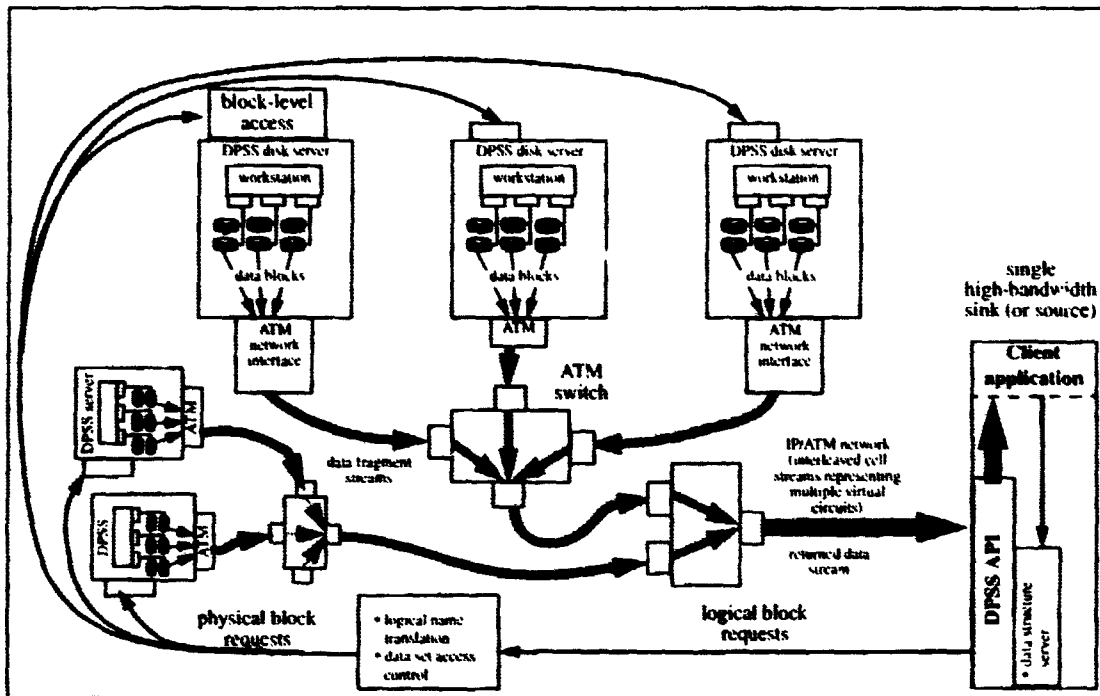 block-level
access
DPSS disk server
workstation
data blocks
ATM
network
interface
DPSS disk server
workstation
data blocks
ATM
DPSS disk server
workstation
data blocks
ATM
network
interface
single
high-bandwidth
sink (or source)
Client
application
ATM
switch
DPSS server
ATM
data fragment
streams
IP/ATM network
(interleaved cell
streams representing
multiple virtual
circuits)
returned data
stream
DPSS
ATM
DPSS API
• data structure
server
physical block
requests
• logical name
translation
• data set access
control
logical block
requests